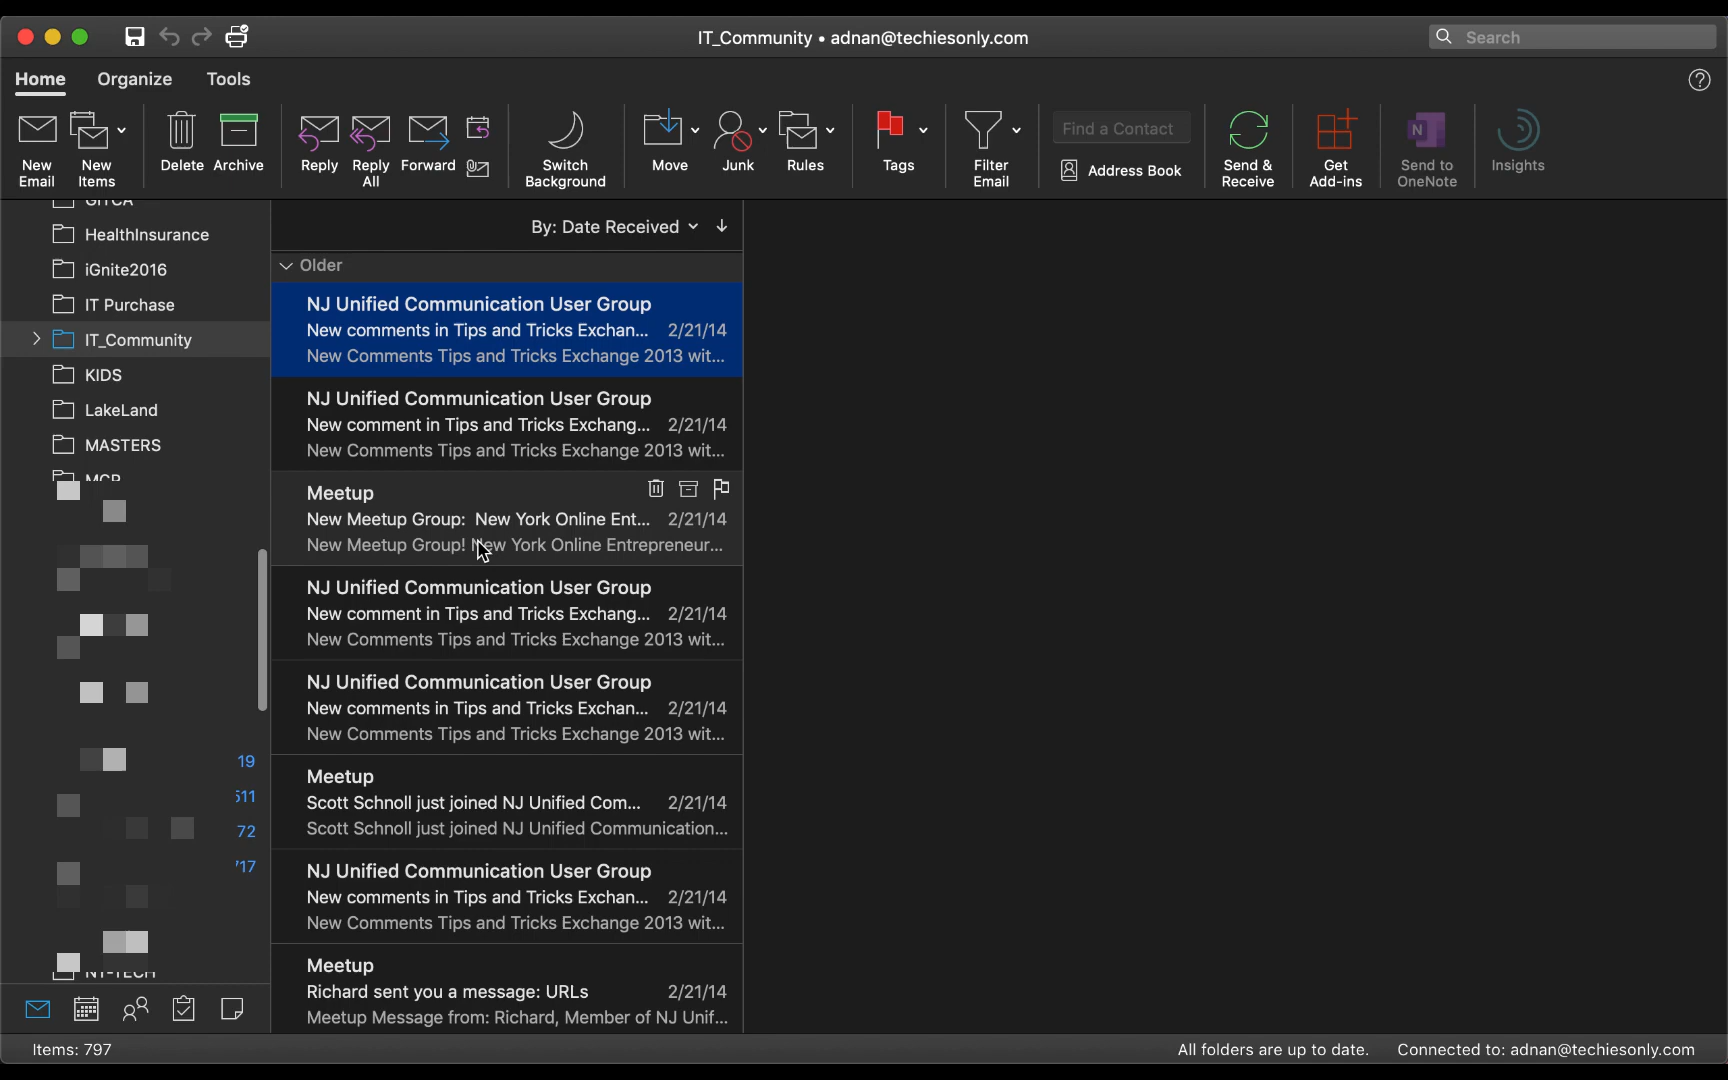 IT_Community • adnan@techiesonly.com
Search
Home Organize Tools
New Email
New Items
Delete
Archive
Reply
Reply All
Forward
Switch Background
Move
Junk
Rules
Tags
Filter Email
Find a Contact
Address Book
Send & Receive
Get Add-ins
N
Send to OneNote
Insights
HealthInsurance
iGnite2016
IT Purchase
IT_Community
KIDS
LakeLand
MASTERS
19
72
By: Date Received
Older
NJ Unified Communication User Group
New comments in Tips and Tricks Exchan... 2/21/14
New Comments Tips and Tricks Exchange 2013 wit...
NJ Unified Communication User Group
New comment in Tips and Tricks Exchang... 2/21/14
New Comments Tips and Tricks Exchange 2013 wit...
Meetup
New Meetup Group: New York Online Ent... 2/21/14
New Meetup Group! New York Online Entrepreneur...
NJ Unified Communication User Group
New comment in Tips and Tricks Exchang... 2/21/14
New Comments Tips and Tricks Exchange 2013 wit...
NJ Unified Communication User Group
New comments in Tips and Tricks Exchan... 2/21/14
New Comments Tips and Tricks Exchange 2013 wit...
Meetup
Scott Schnoll just joined NJ Unified Com... 2/21/14
Scott Schnoll just joined NJ Unified Communication...
NJ Unified Communication User Group
New comments in Tips and Tricks Exchan... 2/21/14
New Comments Tips and Tricks Exchange 2013 wit...
Meetup
Richard sent you a message: URLs 2/21/14
Meetup Message from: Richard, Member of NJ Unif...
Items: 797
All folders are up to date. Connected to: adnan@techiesonly.com